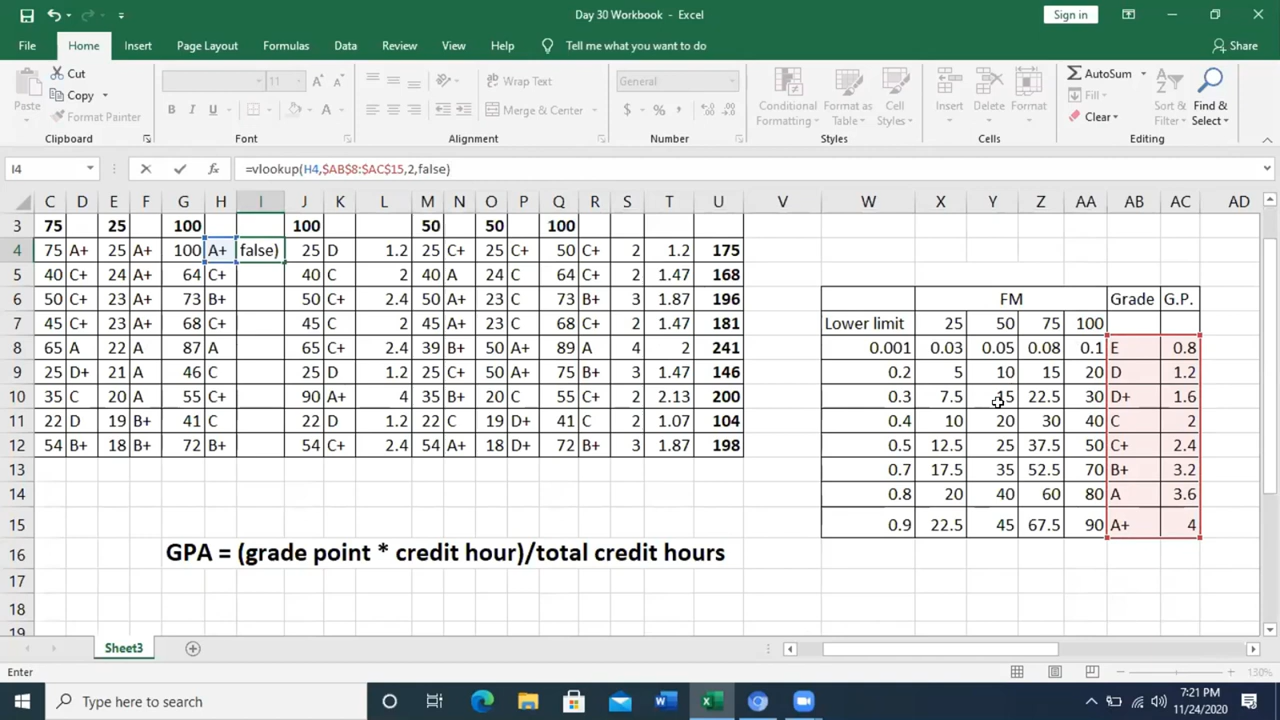 Day 30 Workbook - Excel
Sign in
File Home Insert Page Layout Formulas Data Review View Help Tell me what you want to do Share
Cut
Copy
Format Painter
Paste
Clipboard
11
Font
Wrap Text
Merge & Center
Alignment
General
Number
Conditional Formatting
Format as Table
Cell Styles
Styles
Insert
Delete
Format
Cells
AutoSum
Fill
Clear
Sort & Filter
Find & Select
Editing
I4 =vlookup(H4,$AB$8:$AC$15,2,false)
C D E F G H I J K L M N O P Q R S T U V W X Y Z AA AB AC AD
3 75 25 100 100 50 50 100
4 75 A+ 25 A+ 100 A+ false) 25 D 1.2 25 C+ 25 C+ 50 C+ 2 1.2 175
5 40 C+ 24 A+ 64 C+ 40 C 2 40 A 24 C 64 C+ 2 1.47 168
6 50 C+ 23 A+ 73 B+ 50 C+ 2.4 50 A+ 23 C 73 B+ 3 1.87 196 FM Grade G.P.
7 45 C+ 23 A+ 68 C+ 45 C 2 45 A+ 23 C 68 C+ 2 1.47 181 Lower limit 25 50 75 100
8 65 A 22 A 87 A 65 C+ 2.4 39 B+ 50 A+ 89 A 4 2 241 0.001 0.03 0.05 0.08 0.1 E 0.8
9 25 D+ 21 A 46 C 25 D 1.2 25 C+ 50 A+ 75 B+ 3 1.47 146 0.2 5 10 15 20 D 1.2
10 35 C 20 A 55 C+ 90 A+ 4 35 B+ 20 C 55 C+ 2 2.13 200 0.3 7.5 15 22.5 30 D+ 1.6
11 22 D 19 B+ 41 C 22 D 1.2 22 C 19 D+ 41 C 2 1.07 104 0.4 10 20 30 40 C 2
12 54 B+ 18 B+ 72 B+ 54 C+ 2.4 54 A+ 18 D+ 72 B+ 3 1.87 198 0.5 12.5 25 37.5 50 C+ 2.4
13 0.7 17.5 35 52.5 70 B+ 3.2
14 0.8 20 40 60 80 A 3.6
15 0.9 22.5 45 67.5 90 A+ 4
16 GPA = (grade point * credit hour)/total credit hours
17
18
19
Sheet3
Enter
130%
Type here to search
7:21 PM
11/24/2020